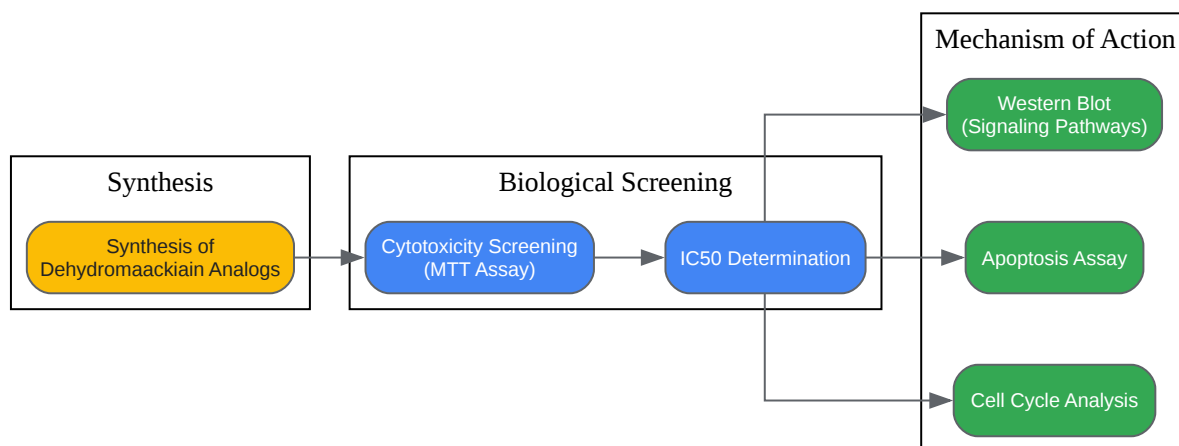 Synthesis
Synthesis of
Dehydromaackiain Analogs
Biological Screening
Cytotoxicity Screening
(MTT Assay)
IC50 Determination
Mechanism of Action
Western Blot
(Signaling Pathways)
Apoptosis Assay
Cell Cycle Analysis